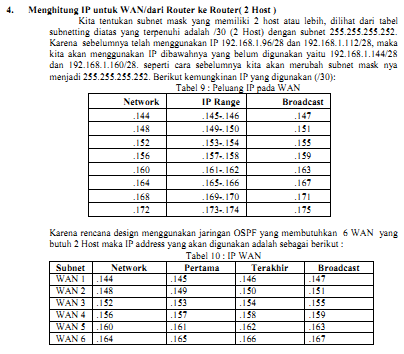 4. Menghitung IP untuk WAN/dari Router ke Router( 2 Host )
Kita tentukan subnet mask yang memiliki 2 host atau lebih, dilihat dari tabel
subnetting diatas yang terpenuhi adalah /30 (2 Host) dengan subnet 255.255.255.252.
Karena sebelumnya telah menggunakan IP 192.168.1.96/28 dan 192.168.1.112/28, maka
kita akan menggunakan IP dibawahnya yang belum digunakan yaitu 192.168.1.144/28
dan 192.168.1.160/28. seperti cara sebelumnya kita akan merubah subnet mask nya
menjadi 255.255.255.252. Berikut kemungkinan IP yang digunakan (/30):
Tabel 9 : Peluang IP pada WAN
Network IP Range Broadcast
.144 .145-.146 .147
.148 .149-.150 .151
.152 .153-.154 .155
.156 .157-.158 .159
.160 .161-.162 .163
.164 .165-.166 .167
.168 .169-.170 .171
.172 .173-.174 .175
Karena rencana design menggunakan jaringan OSPF yang membutuhkan 6 WAN yang
butuh 2 Host maka IP address yang akan digunakan adalah sebagai berikut :
Tabel 10 : IP WAN
Subnet Network Pertama Terakhir Broadcast
WAN 1 .144 .145 .146 .147
WAN 2 .148 .149 .150 .151
WAN 3 .152 .153 .154 .155
WAN 4 .156 .157 .158 .159
WAN 5 .160 .161 .162 .163
WAN 6 .164 .165 .166 .167